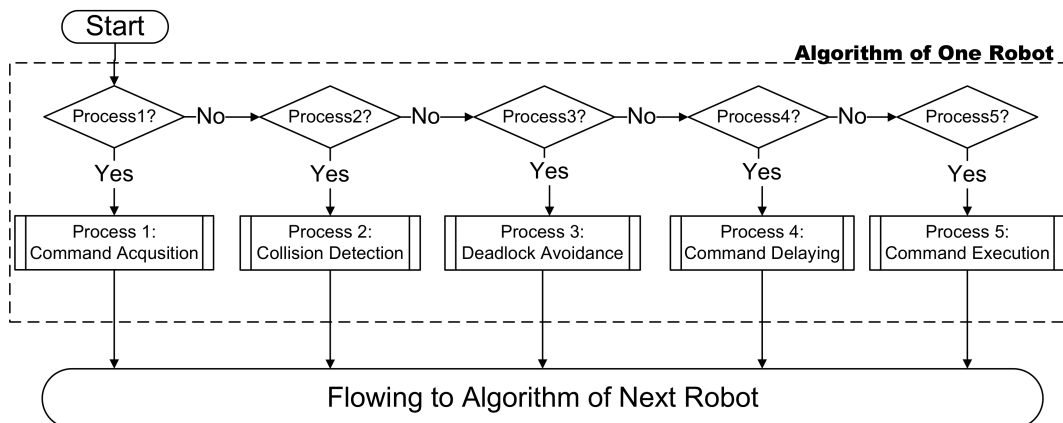 Start
Algorithm of One Robot
Process1?
No
Process2?
No
Process3?
No
Process4?
No
Process5?
Yes
Yes
Yes
Yes
Yes
Process 1:
Command Acqusition
Process 2:
Collision Detection
Process 3:
Deadlock Avoidance
Process 4:
Command Delaying
Process 5:
Command Execution
Flowing to Algorithm of Next Robot